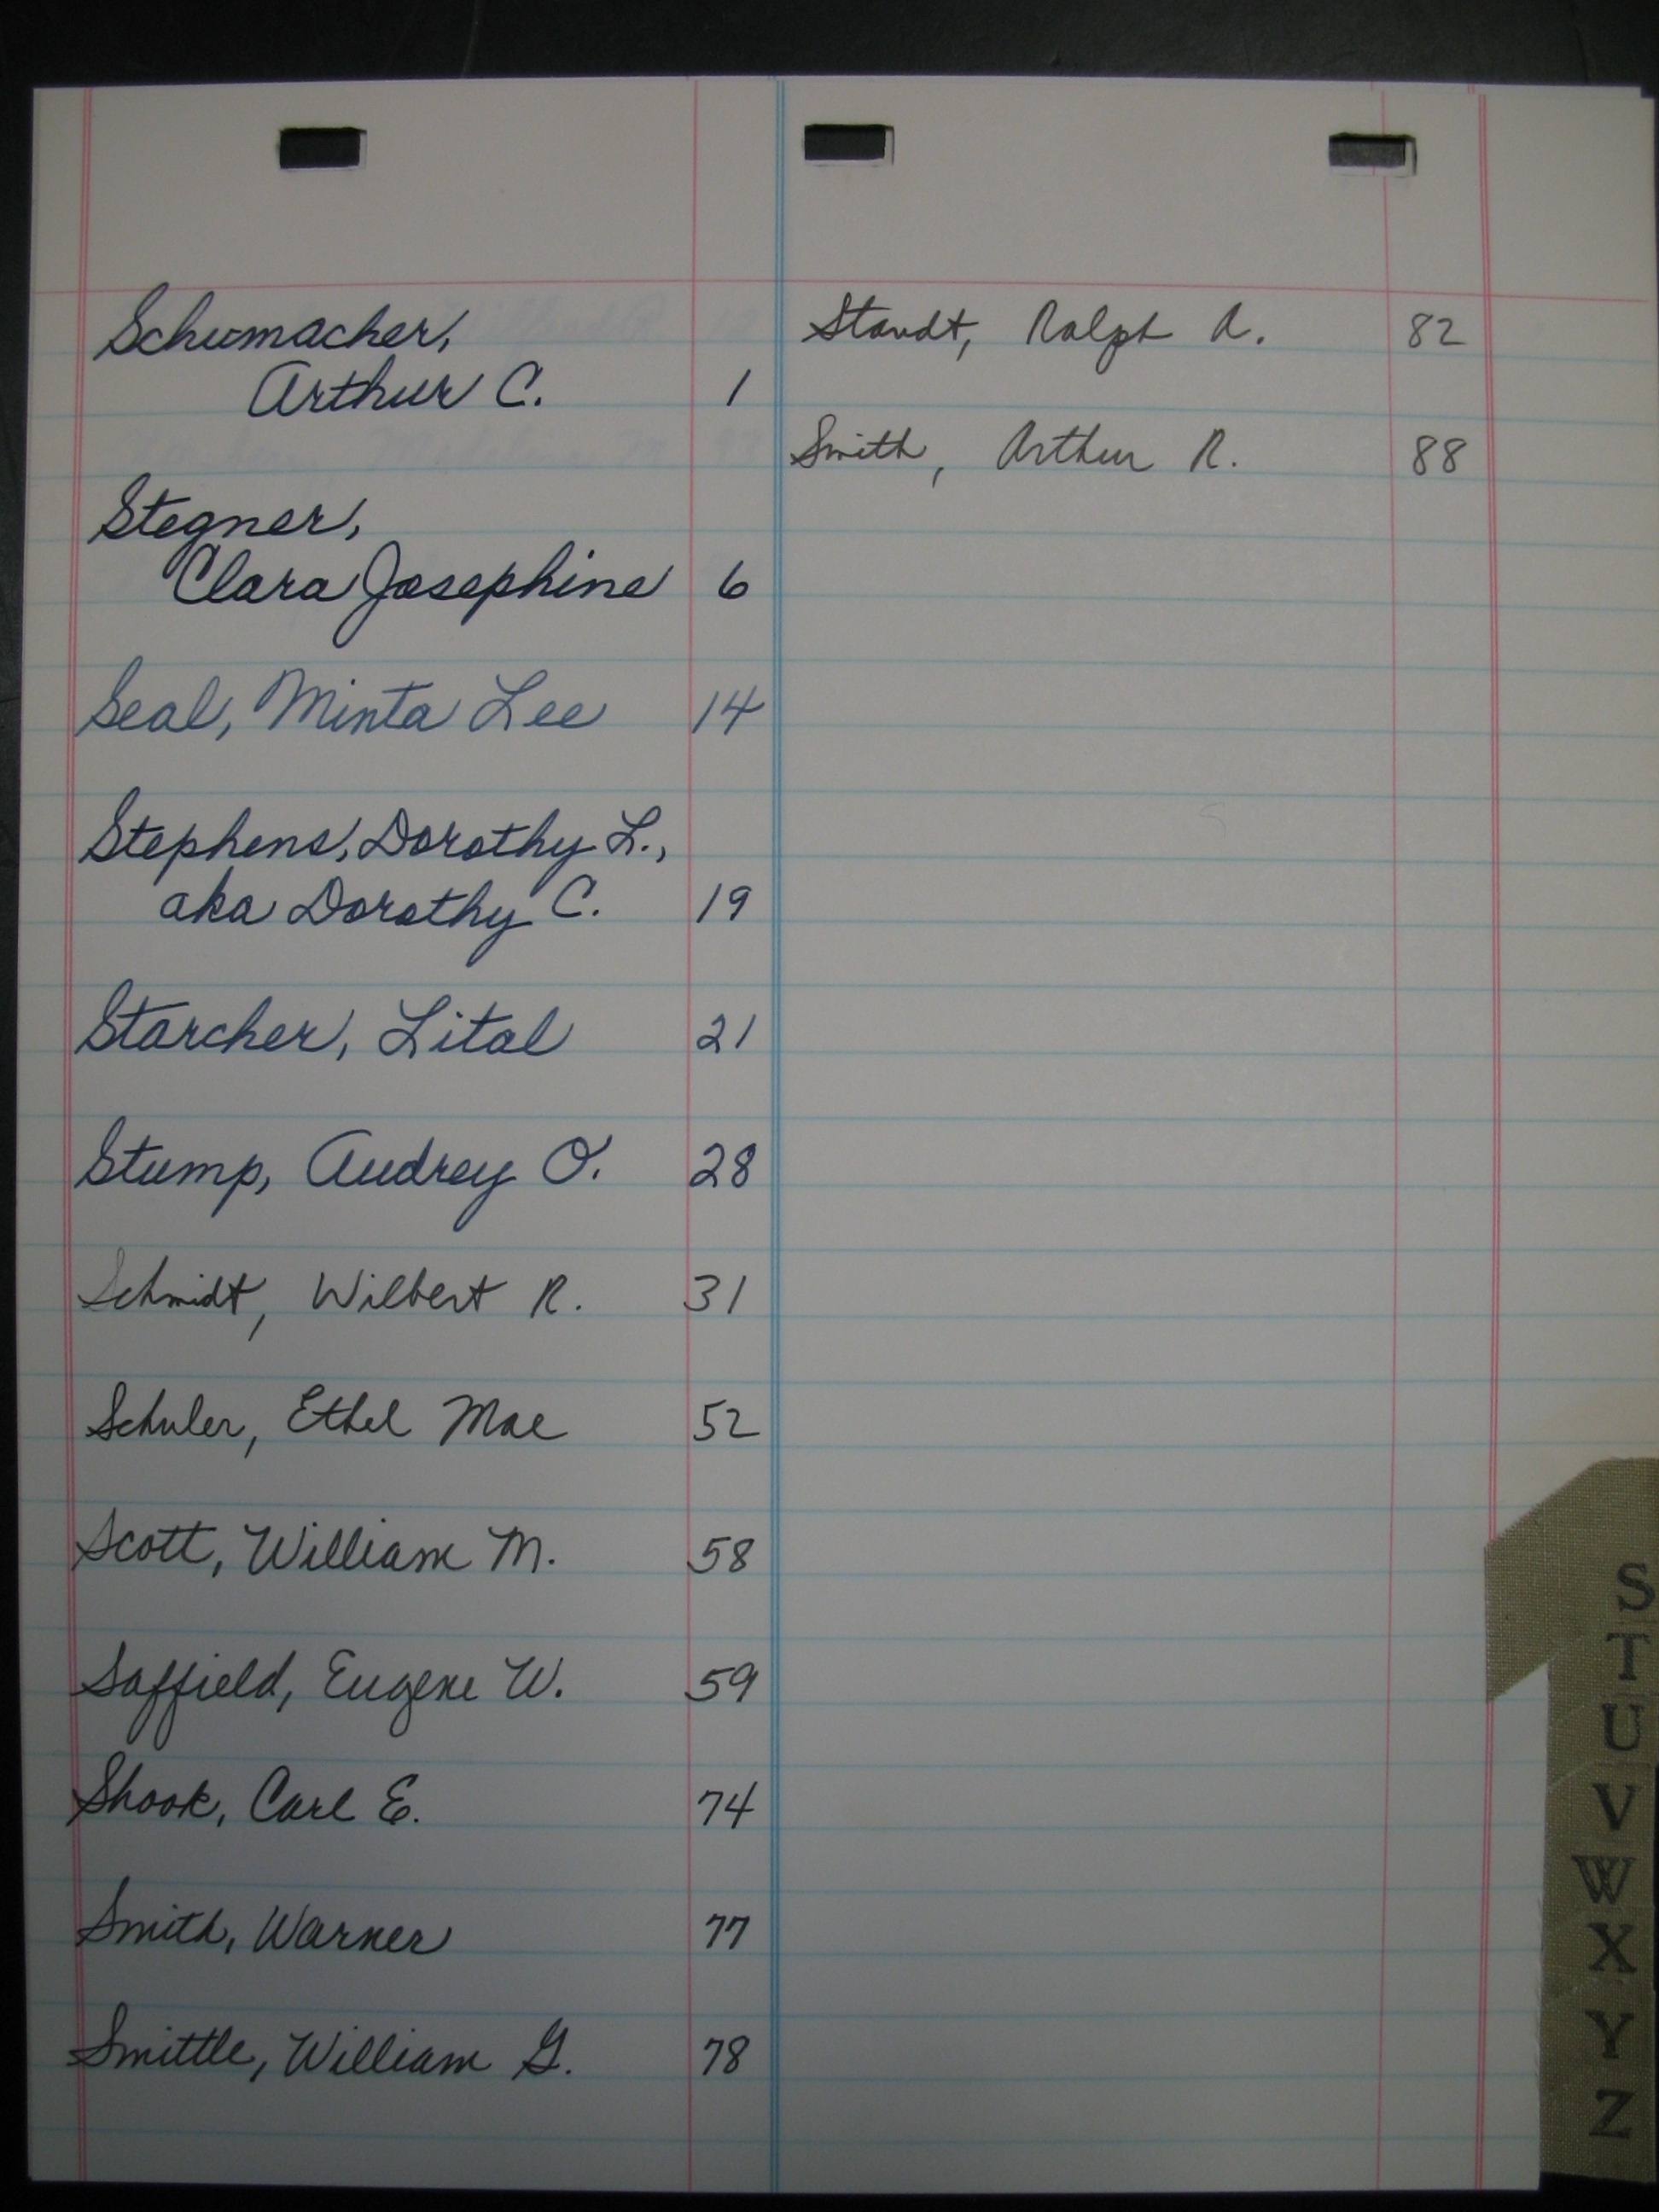 Schumacher,
Arthur C. 1
Stegner,
Clara Josephine 6
Seal, Minta Lee 14
Stephens, Dorothy L.,
aka Dorothy C. 19
Starcher, Lital 21
Stump, Audrey O. 28
Schmidt, Wilbert R. 31
Schuler, Ethel Mae 52
Scott, William M. 58
Saffield, Eugene W. 59
Shook, Carl E. 74
Smith, Warner 77
Smittle, William G. 78
Staudt, Ralph A. 82
Smith, Arthur R. 88
S
T
U
V
W
X
Y
Z